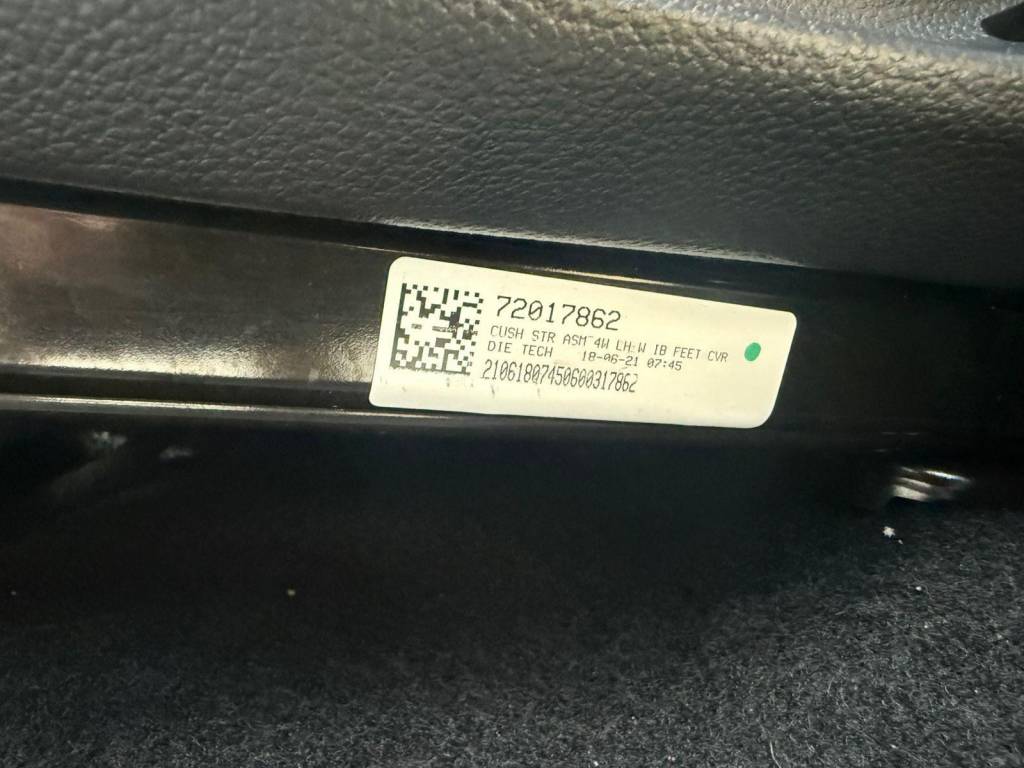 72017862
CUSH STR ASM 4W LH:W IB FEET CVR
DIE TECH 18-06-21 07:45
21061807450600317862